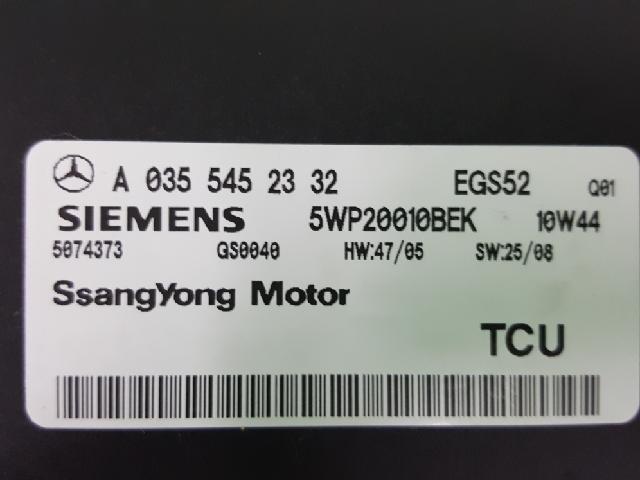 A 035 545 23 32 EGS52 Q01
SIEMENS 5WP20010BEK 10W44
5074373 GS0040 HW:47/05 SW:25/08
SsangYong Motor
TCU